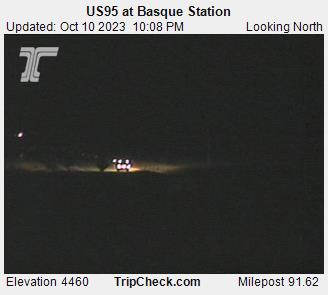 US95 at Basque Station
Updated: Oct 10 2023 10:08 PM Looking North
Elevation 4460 TripCheck.com Milepost 91.62